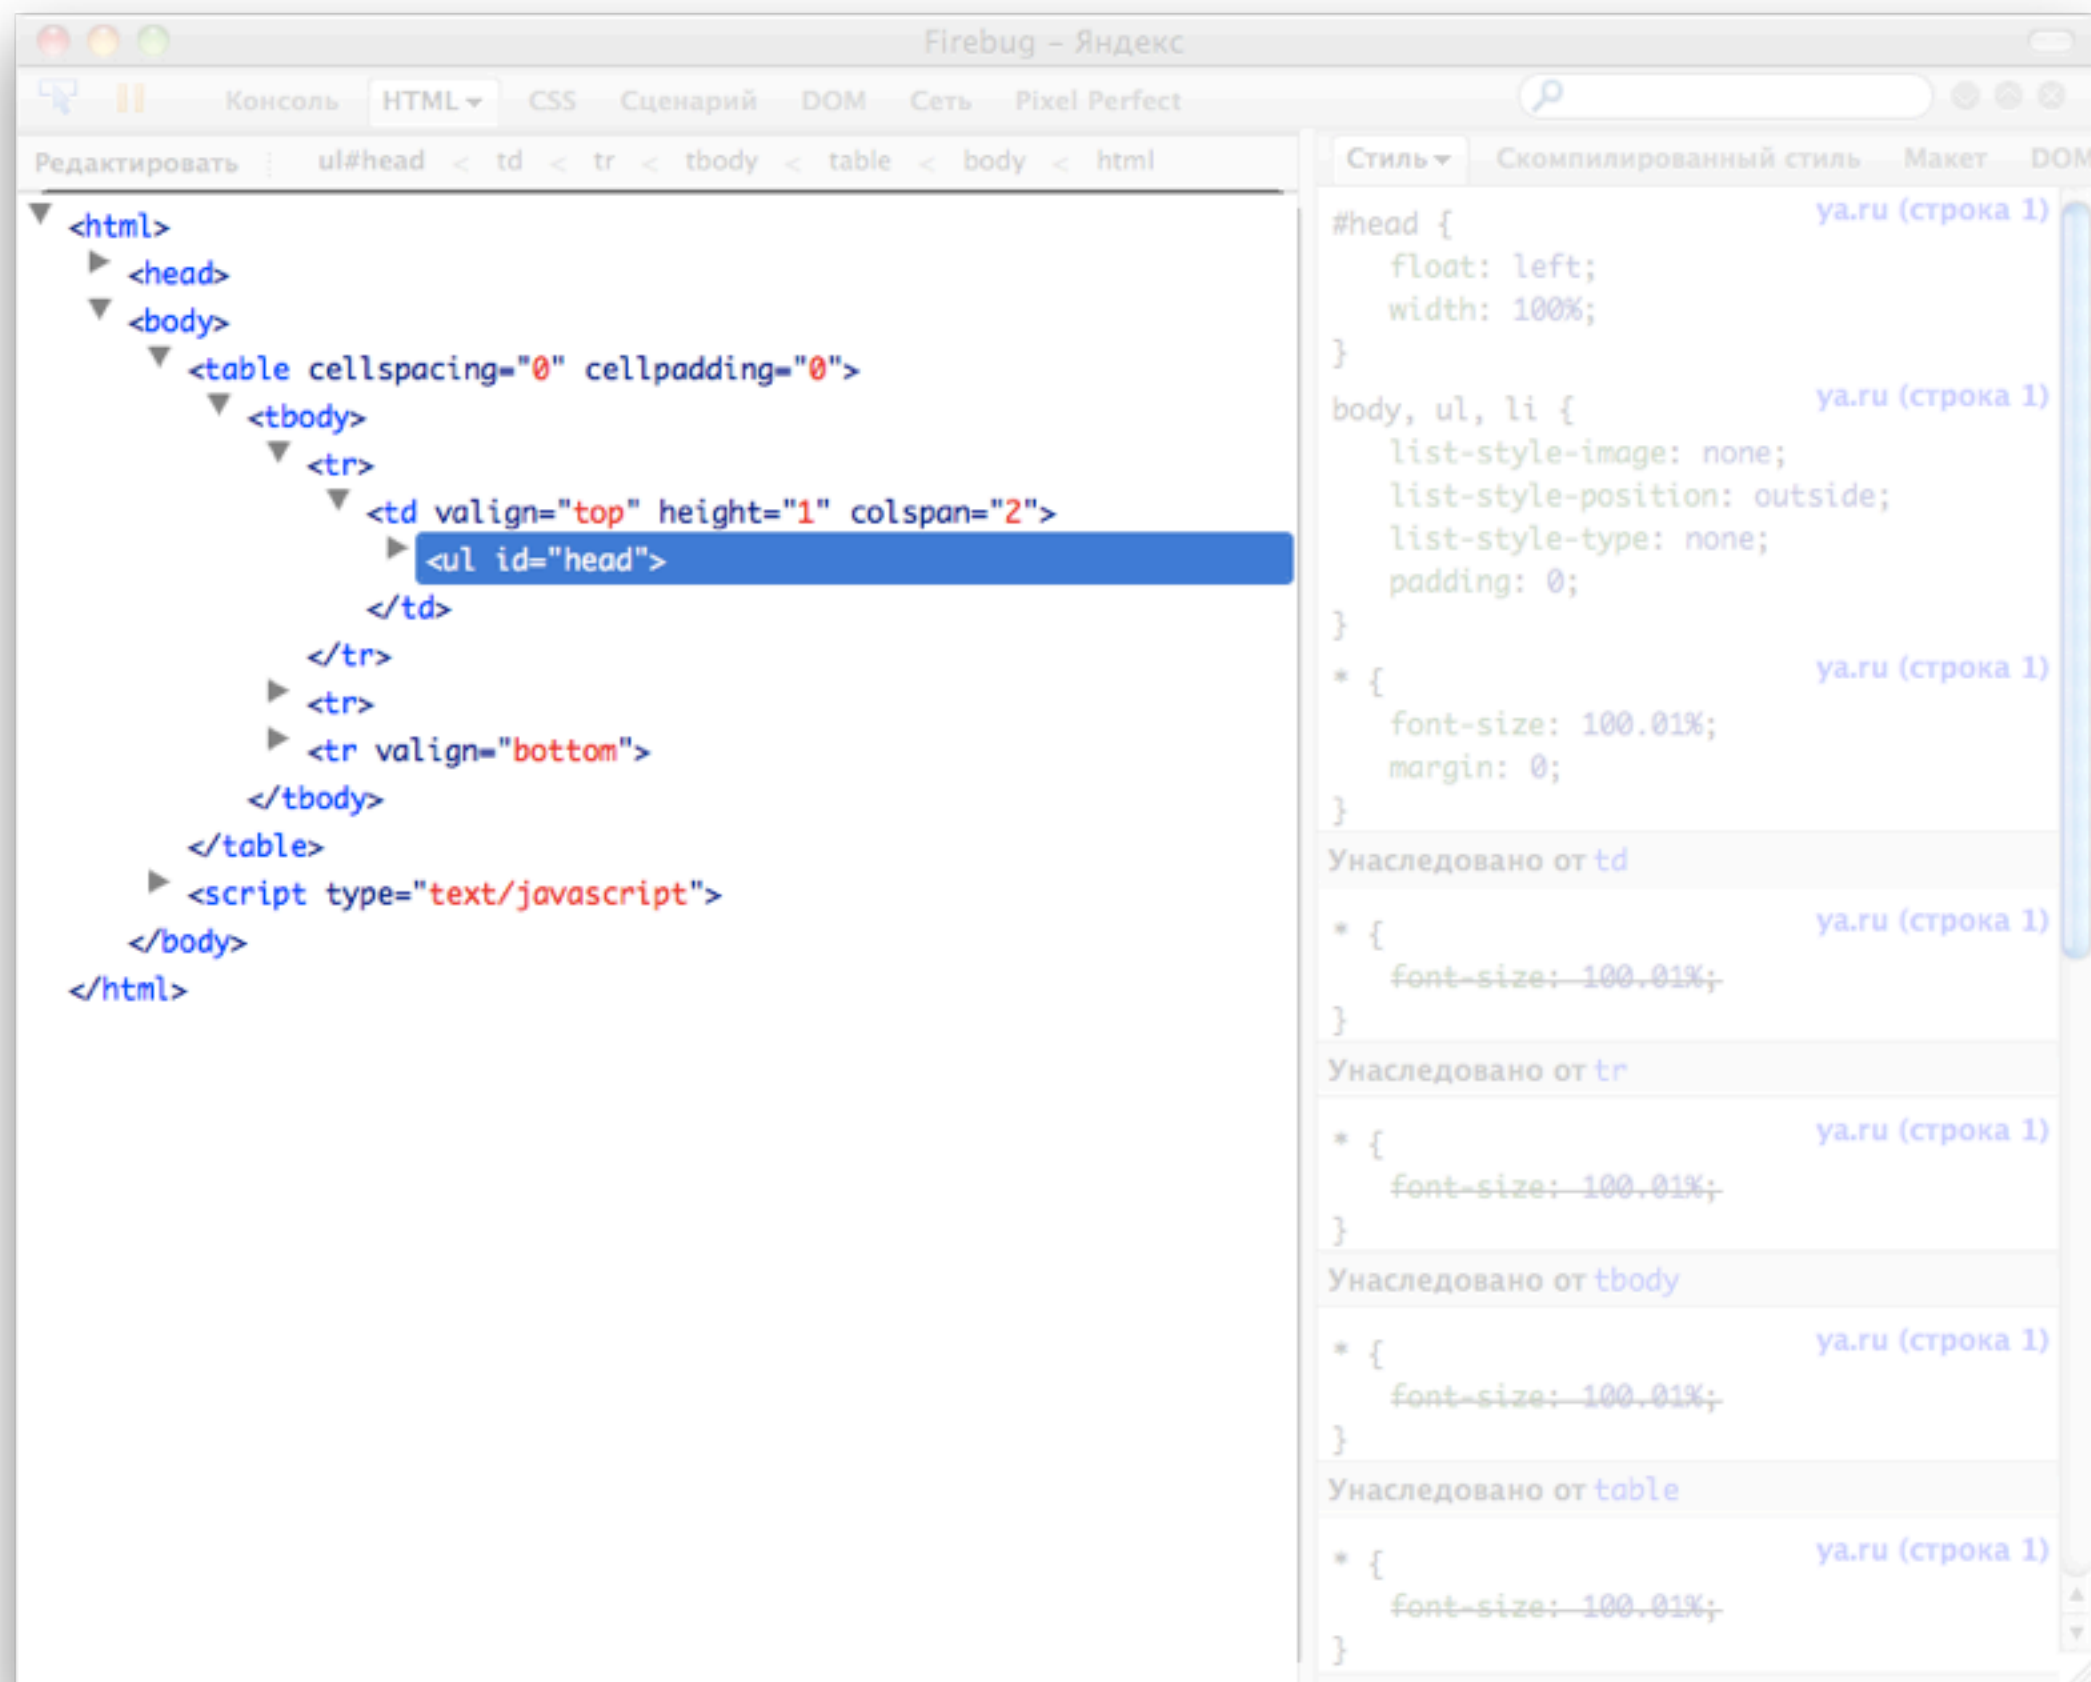 Firebug – Яндекс
Консоль HTML CSS Сценарий DOM Сеть Pixel Perfect
Редактировать ul#head < td < tr < tbody < table < body < html
<html>
<head>
<body>
<table cellspacing="0" cellpadding="0">
<tbody>
<tr>
<td valign="top" height="1" colspan="2">
<ul id="head">
</td>
</tr>
<tr>
<tr valign="bottom">
</tbody>
</table>
<script type="text/javascript">
</body>
</html>
Стиль Скомпилированный стиль Макет DOM
#head { ya.ru (строка 1)
float: left;
width: 100%;
}
body, ul, li { ya.ru (строка 1)
list-style-image: none;
list-style-position: outside;
list-style-type: none;
padding: 0;
}
* { ya.ru (строка 1)
font-size: 100.01%;
margin: 0;
}
Унаследовано от td
* { ya.ru (строка 1)
font-size: 100.01%;
}
Унаследовано от tr
* { ya.ru (строка 1)
font-size: 100.01%;
}
Унаследовано от tbody
* { ya.ru (строка 1)
font-size: 100.01%;
}
Унаследовано от table
* { ya.ru (строка 1)
font-size: 100.01%;
}